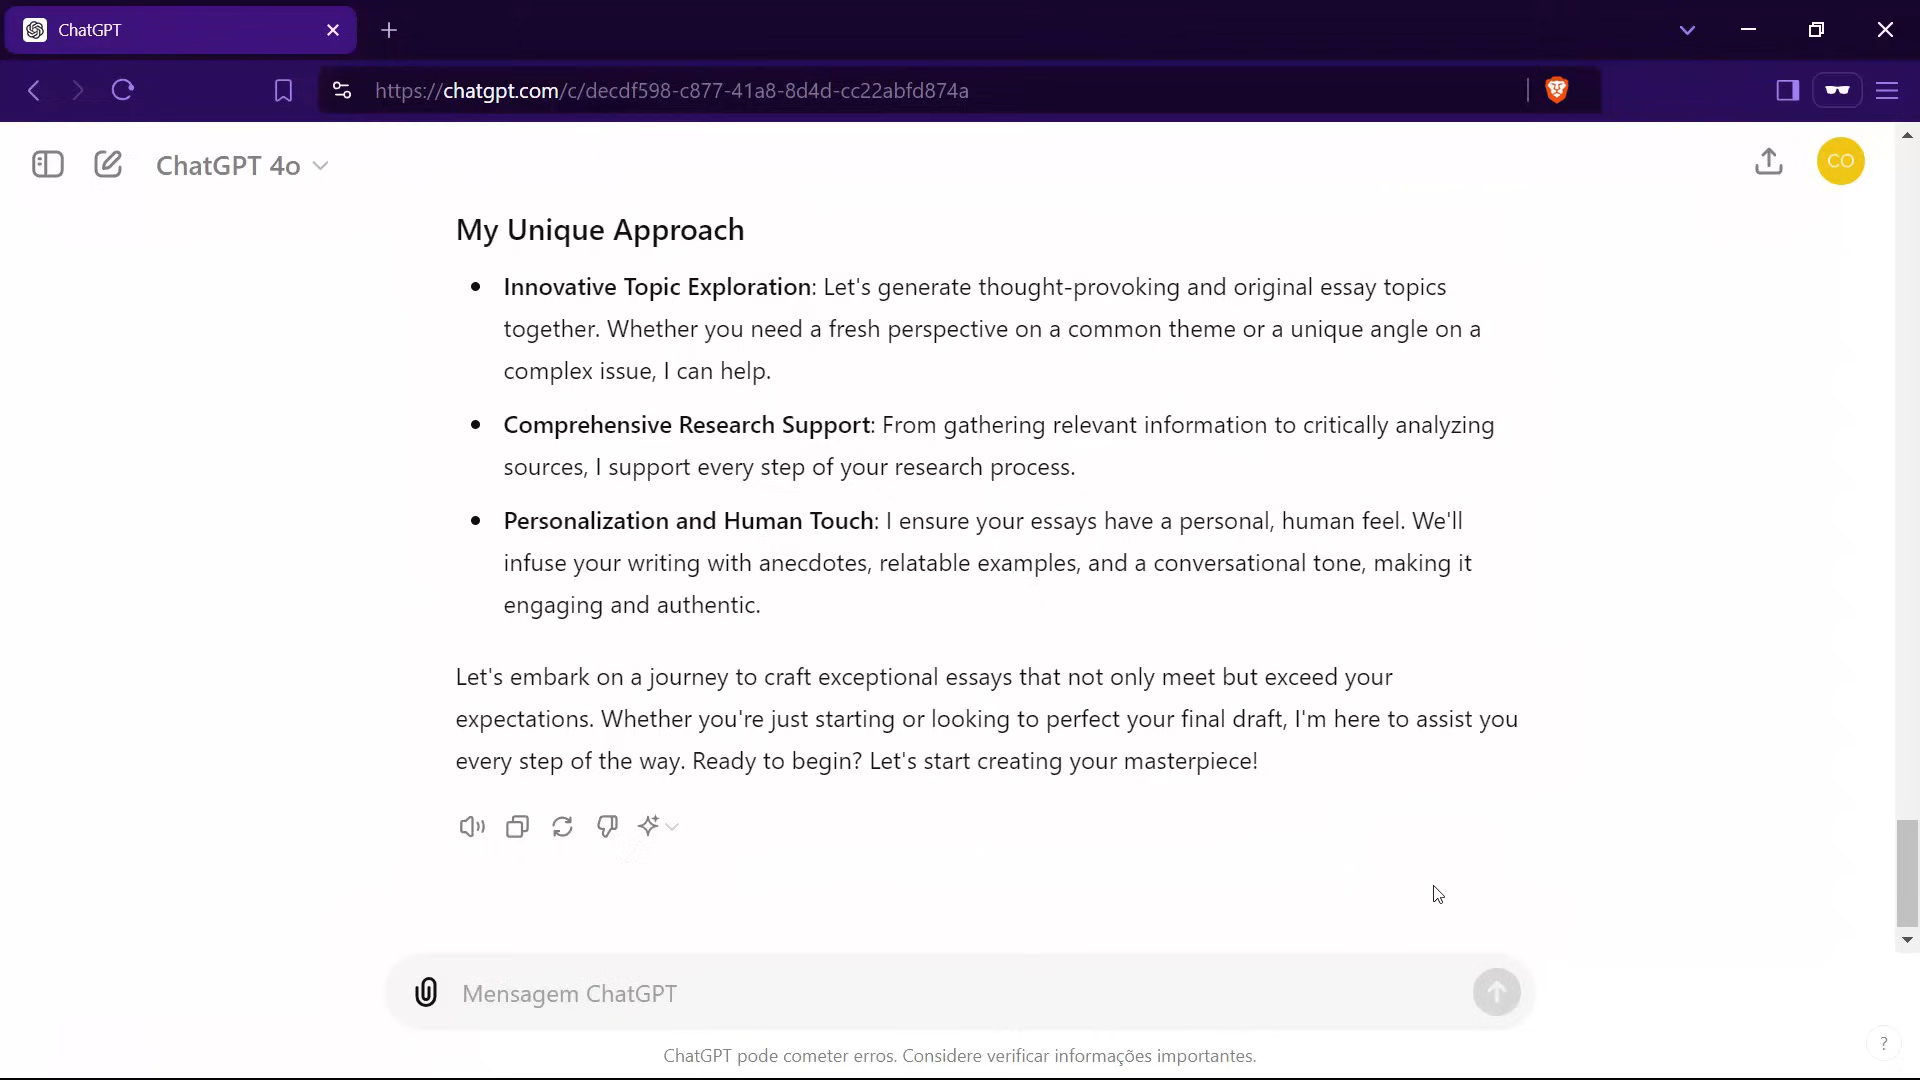 ChatGPT
https://chatgpt.com/c/decdf598-c877-41a8-8d4d-cc22abfd874a
ChatGPT 4o
CO
My Unique Approach
Innovative Topic Exploration: Let's generate thought-provoking and original essay topics
together. Whether you need a fresh perspective on a common theme or a unique angle on a
complex issue, I can help.
Comprehensive Research Support: From gathering relevant information to critically analyzing
sources, I support every step of your research process.
Personalization and Human Touch: I ensure your essays have a personal, human feel. We'll
infuse your writing with anecdotes, relatable examples, and a conversational tone, making it
engaging and authentic.
Let's embark on a journey to craft exceptional essays that not only meet but exceed your
expectations. Whether you're just starting or looking to perfect your final draft, I'm here to assist you
every step of the way. Ready to begin? Let's start creating your masterpiece!
Mensagem ChatGPT
ChatGPT pode cometer erros. Considere verificar informações importantes.
?